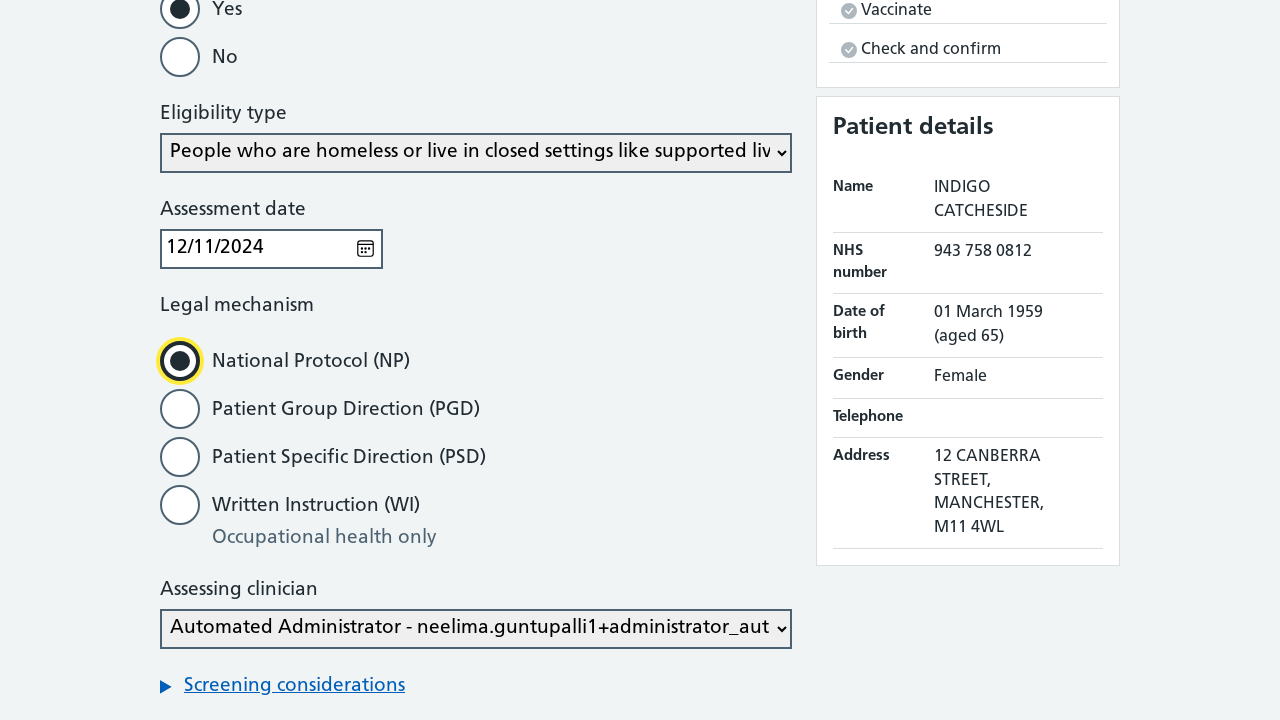 Yes
No
Eligibility type
People who are homeless or live in closed settings like supported liv
Assessment date
12/11/2024
Legal mechanism
National Protocol (NP)
Patient Group Direction (PGD)
Patient Specific Direction (PSD)
Written Instruction (WI)
Occupational health only
Assessing clinician
Automated Administrator - neelima.guntupalli1+administrator_aut
Screening considerations
Vaccinate
Check and confirm
Patient details
Name INDIGO
CATCHESIDE
NHS number 943 758 0812
Date of birth 01 March 1959
(aged 65)
Gender Female
Telephone
Address 12 CANBERRA
STREET,
MANCHESTER,
M11 4WL